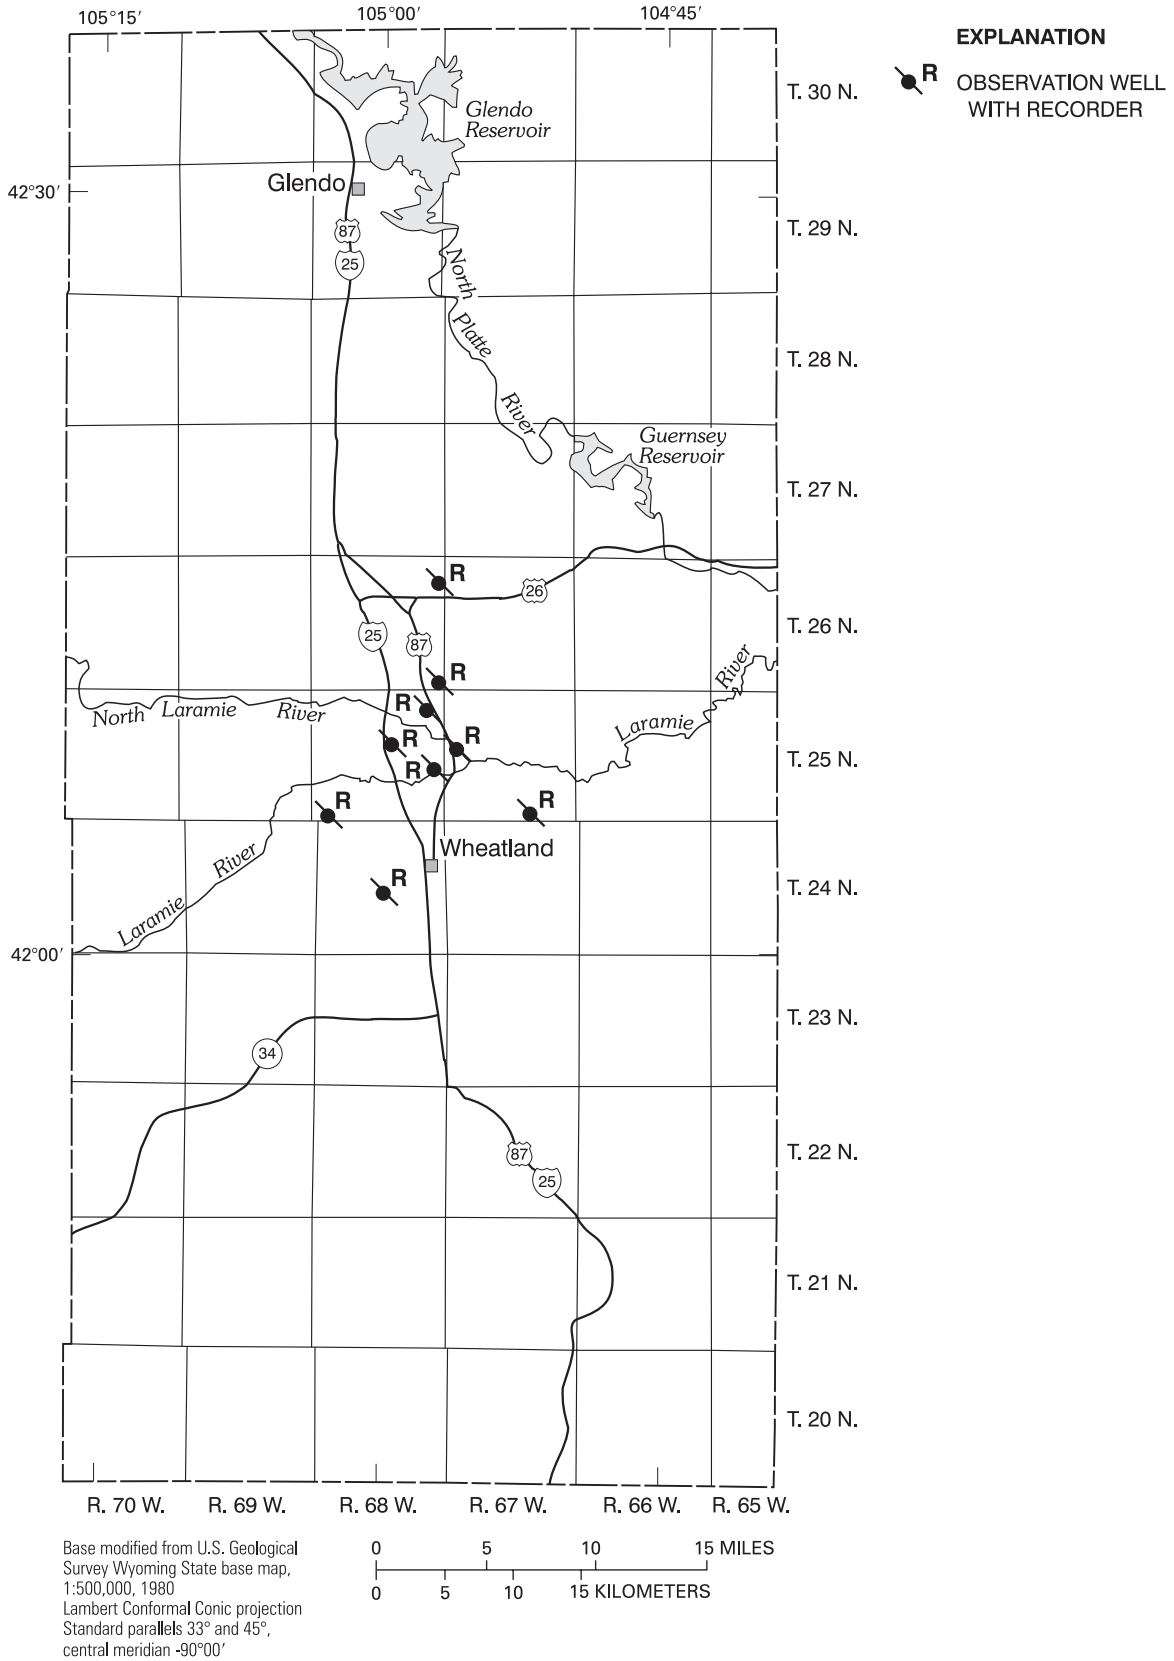 105°15′
105°00′
104°45′
EXPLANATION
R OBSERVATION WELL
WITH RECORDER
T. 30 N.
Glendo
Reservoir
42°30′
Glendo
T. 29 N.
87
25
North
Platte
River
T. 28 N.
Guernsey
Reservoir
T. 27 N.
R
26
T. 26 N.
25
87
R
River
North Laramie River
R
Laramie
R
R
R
T. 25 N.
R
R
Wheatland
River
Laramie
R
T. 24 N.
42°00′
T. 23 N.
34
T. 22 N.
87
25
T. 21 N.
T. 20 N.
R. 70 W. R. 69 W. R. 68 W. R. 67 W. R. 66 W. R. 65 W.
Base modified from U.S. Geological
Survey Wyoming State base map,
1:500,000, 1980
Lambert Conformal Conic projection
Standard parallels 33° and 45°,
central meridian -90°00′
0 5 10 15 MILES
0 5 10 15 KILOMETERS